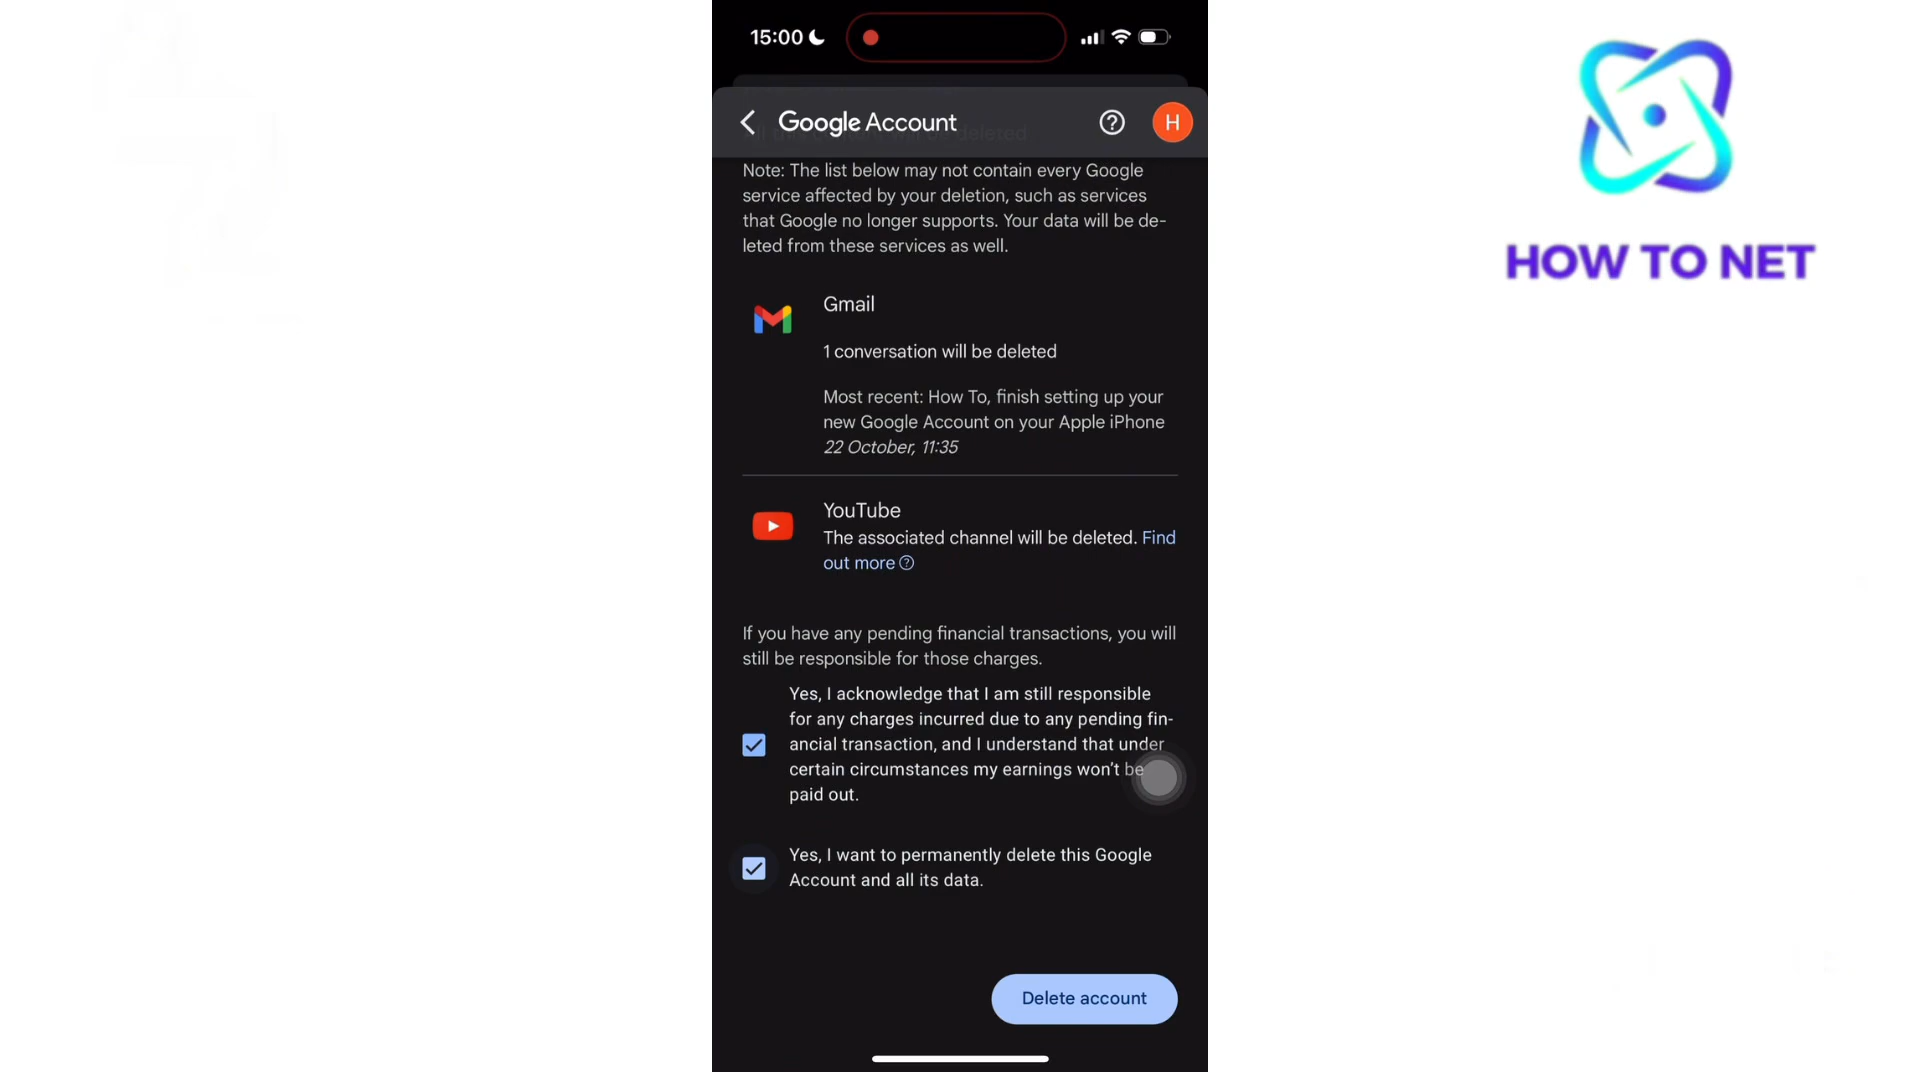 15:00
Google Account
H
Note: The list below may not contain every Google
service affected by your deletion, such as services
that Google no longer supports. Your data will be de-
leted from these services as well.
Gmail
1 conversation will be deleted
Most recent: How To, finish setting up your
new Google Account on your Apple iPhone
22 October, 11:35
YouTube
The associated channel will be deleted. Find
out more
If you have any pending financial transactions, you will
still be responsible for those charges.
Yes, I acknowledge that I am still responsible
for any charges incurred due to any pending fin-
ancial transaction, and I understand that under
certain circumstances my earnings won't be
paid out.
Yes, I want to permanently delete this Google
Account and all its data.
Delete account
HOW TO NET